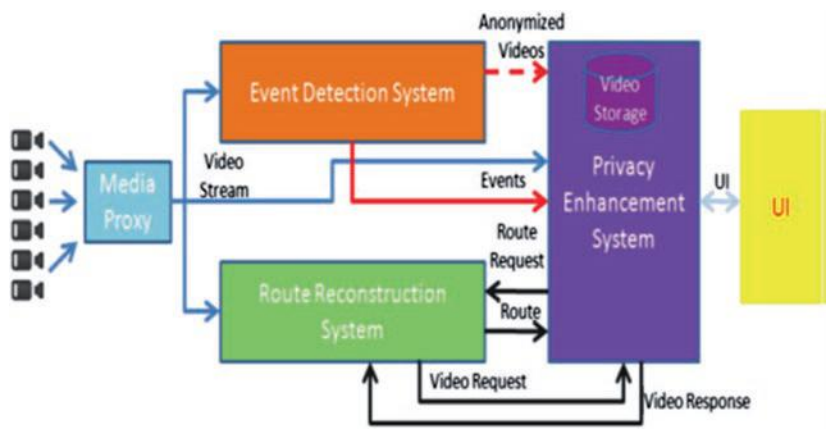 Anonymized
Videos
Event Detection System
Video
Storage
Media
Proxy
Video
Stream
Events
Privacy
Enhancement
System
UI
UI
Route
Request
Route Reconstruction
System
Route
Video Request
Video Response